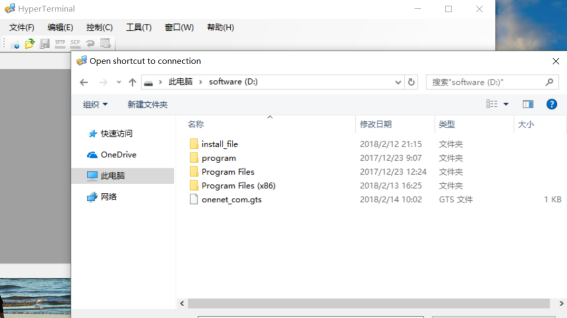 HyperTerminal
文件(F) 编辑(E) 控制(C) 工具(T) 窗口(W) 帮助(H)
SFTP SCP
Open shortcut to connection
此电脑 › software (D:)
搜索"software (D:)"
组织 新建文件夹
名称 修改日期 类型 大小
快速访问
OneDrive
此电脑
网络
install_file 2018/2/12 21:15 文件夹
program 2017/12/23 9:07 文件夹
Program Files 2017/12/23 12:24 文件夹
Program Files (x86) 2018/2/13 16:25 文件夹
onenet_com.gts 2018/2/14 10:02 GTS 文件 1 KB